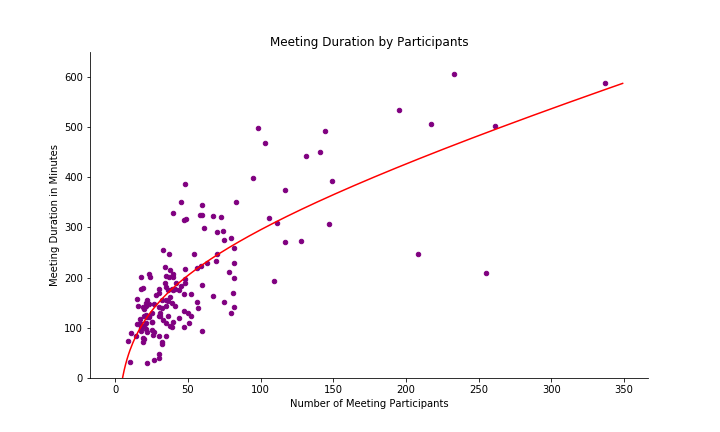 Meeting Duration by Participants
Meeting Duration in Minutes
600
500
400
300
200
100
0
0 50 100 150 200 250 300 350
Number of Meeting Participants